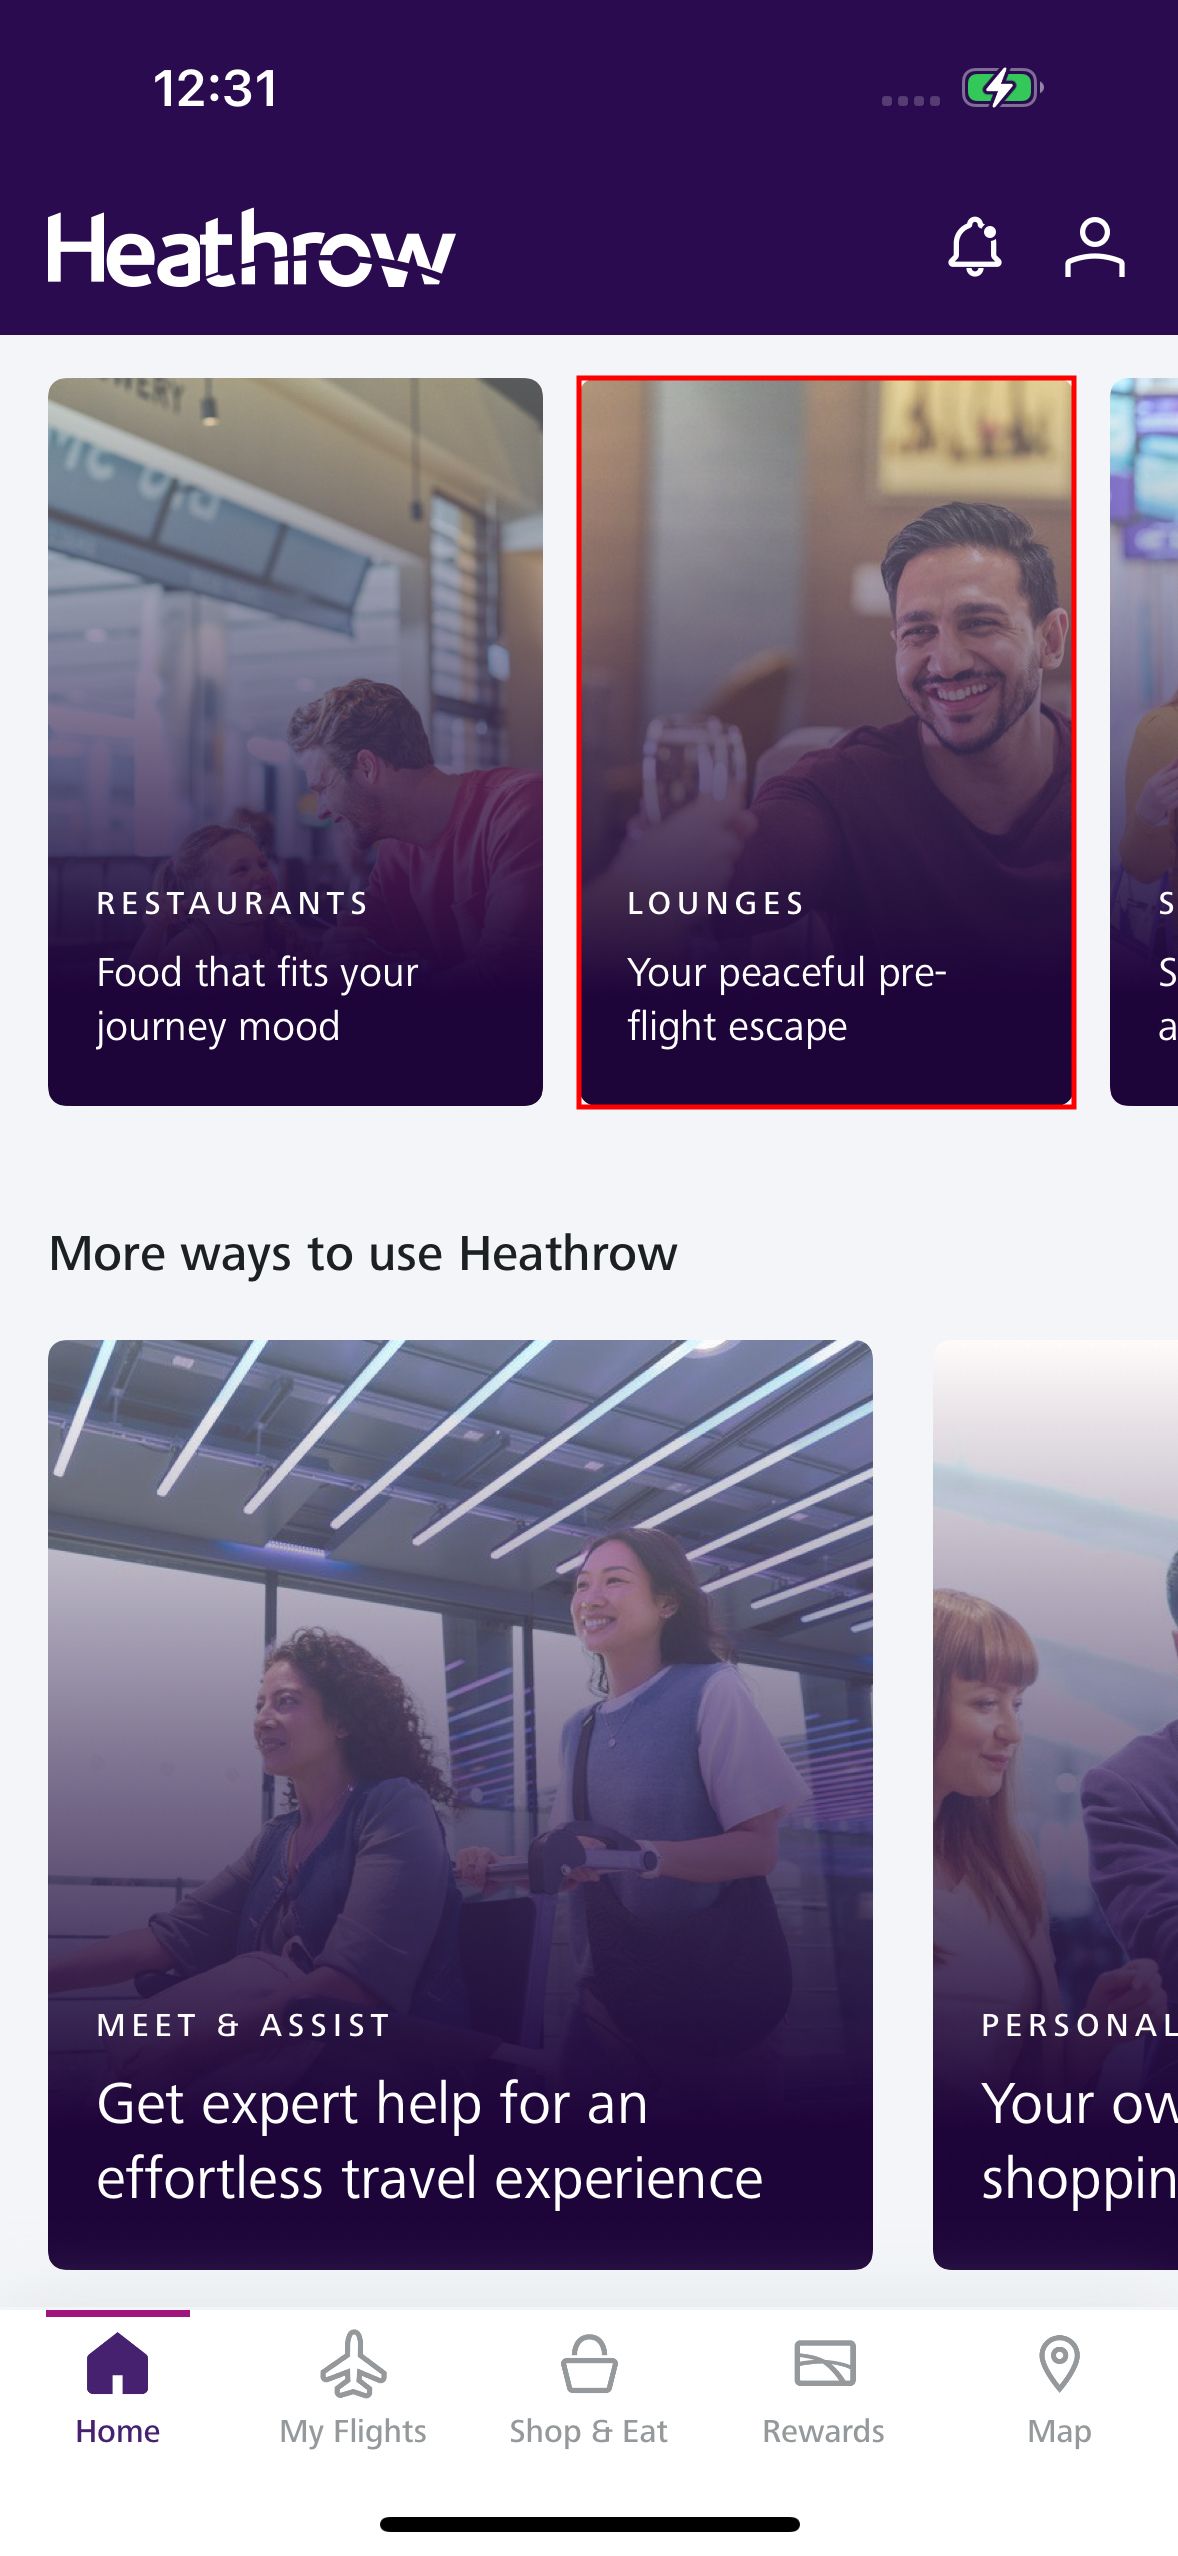 12:31
Heathrow
RESTAURANTS
Food that fits your
journey mood
LOUNGES
Your peaceful pre-
flight escape
S
S
a
More ways to use Heathrow
MEET & ASSIST
Get expert help for an
effortless travel experience
PERSONAL
Your ow
shoppin
Home
My Flights
Shop & Eat
Rewards
Map